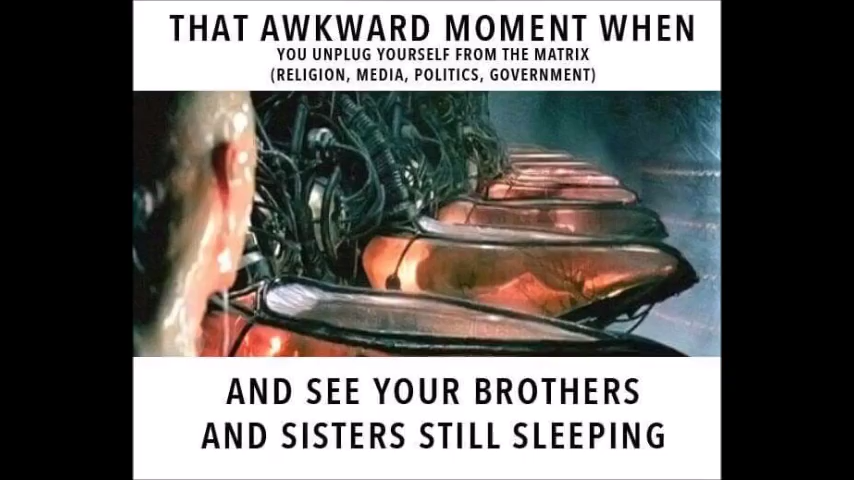 THAT AWKWARD MOMENT WHEN
YOU UNPLUG YOURSELF FROM THE MATRIX
(RELIGION, MEDIA, POLITICS, GOVERNMENT)
AND SEE YOUR BROTHERS
AND SISTERS STILL SLEEPING